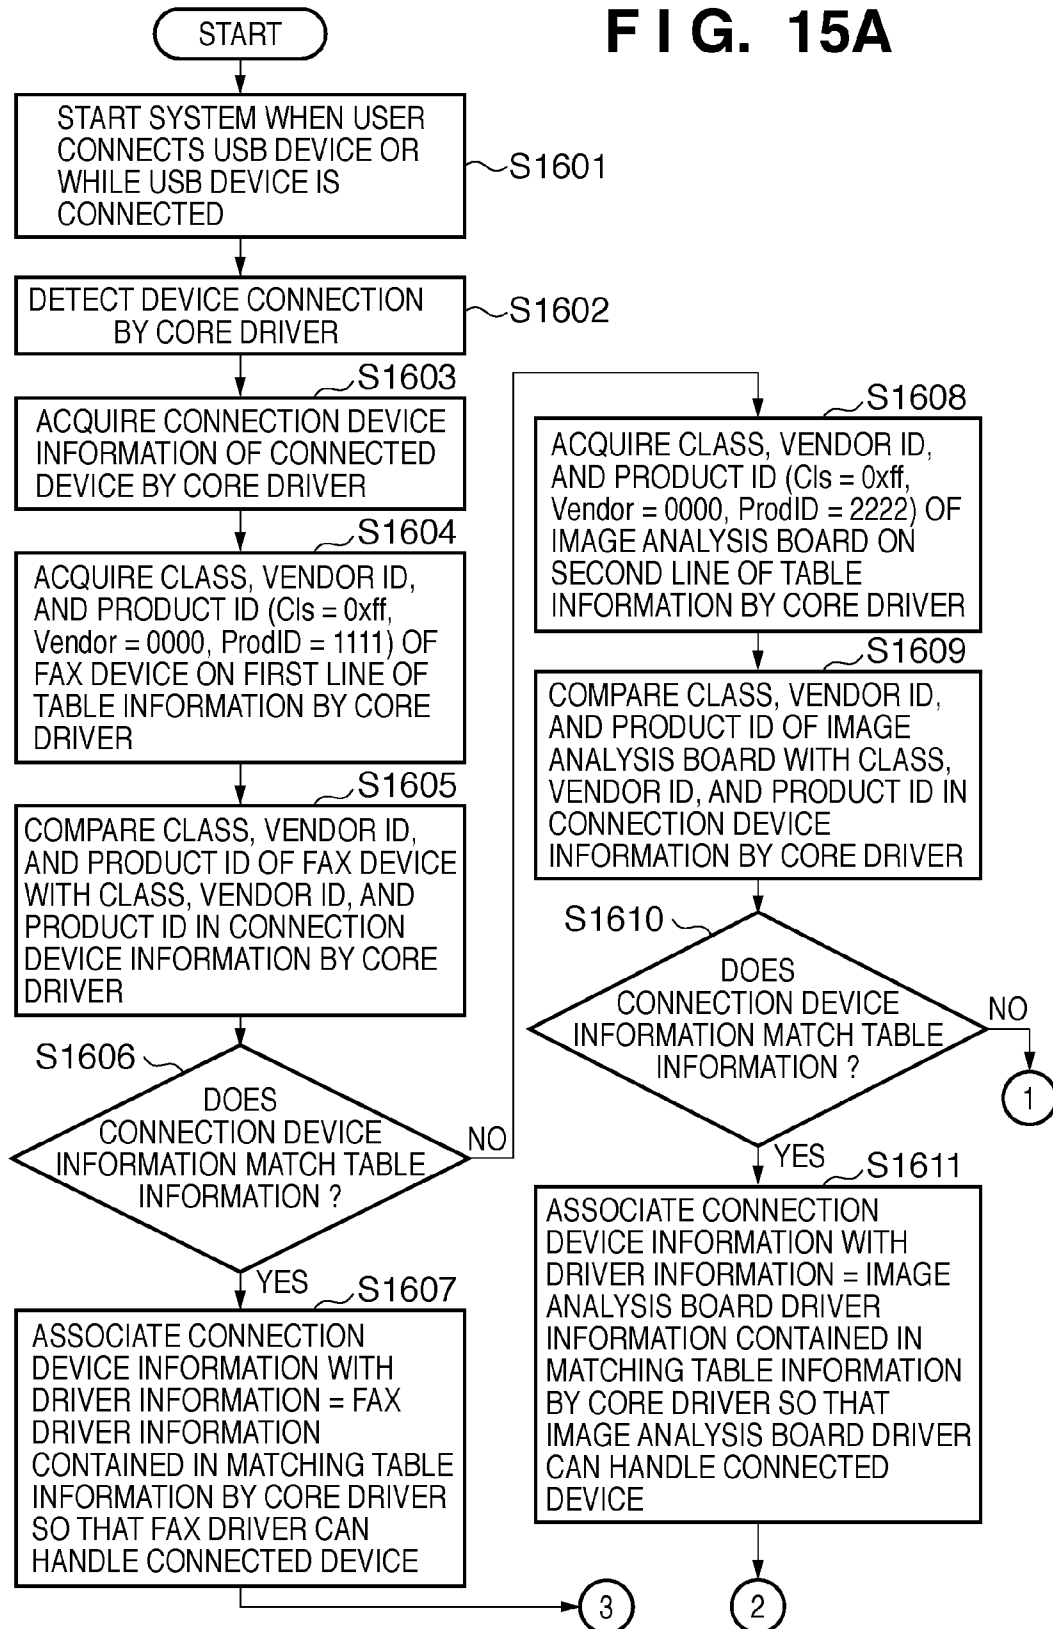 FIG. 15A
START
START SYSTEM WHEN USER
CONNECTS USB DEVICE OR
WHILE USB DEVICE IS
CONNECTED
S1601
DETECT DEVICE CONNECTION
BY CORE DRIVER
S1602
S1603
ACQUIRE CONNECTION DEVICE
INFORMATION OF CONNECTED
DEVICE BY CORE DRIVER
S1604
ACQUIRE CLASS, VENDOR ID,
AND PRODUCT ID (Cls = 0xff,
Vendor = 0000, ProdID = 1111) OF
FAX DEVICE ON FIRST LINE OF
TABLE INFORMATION BY CORE
DRIVER
S1605
COMPARE CLASS, VENDOR ID,
AND PRODUCT ID OF FAX DEVICE
WITH CLASS, VENDOR ID, AND
PRODUCT ID IN CONNECTION
DEVICE INFORMATION BY CORE
DRIVER
S1606
DOES
CONNECTION DEVICE
INFORMATION MATCH TABLE
INFORMATION ?
NO
YES
S1607
ASSOCIATE CONNECTION
DEVICE INFORMATION WITH
DRIVER INFORMATION = FAX
DRIVER INFORMATION
CONTAINED IN MATCHING TABLE
INFORMATION BY CORE DRIVER
SO THAT FAX DRIVER CAN
HANDLE CONNECTED DEVICE
3
S1608
ACQUIRE CLASS, VENDOR ID,
AND PRODUCT ID (Cls = 0xff,
Vendor = 0000, ProdID = 2222) OF
IMAGE ANALYSIS BOARD ON
SECOND LINE OF TABLE
INFORMATION BY CORE DRIVER
S1609
COMPARE CLASS, VENDOR ID,
AND PRODUCT ID OF IMAGE
ANALYSIS BOARD WITH CLASS,
VENDOR ID, AND PRODUCT ID IN
CONNECTION DEVICE
INFORMATION BY CORE DRIVER
S1610
DOES
CONNECTION DEVICE
INFORMATION MATCH TABLE
INFORMATION ?
NO
1
YES
S1611
ASSOCIATE CONNECTION
DEVICE INFORMATION WITH
DRIVER INFORMATION = IMAGE
ANALYSIS BOARD DRIVER
INFORMATION CONTAINED IN
MATCHING TABLE INFORMATION
BY CORE DRIVER SO THAT
IMAGE ANALYSIS BOARD DRIVER
CAN HANDLE CONNECTED
DEVICE
2